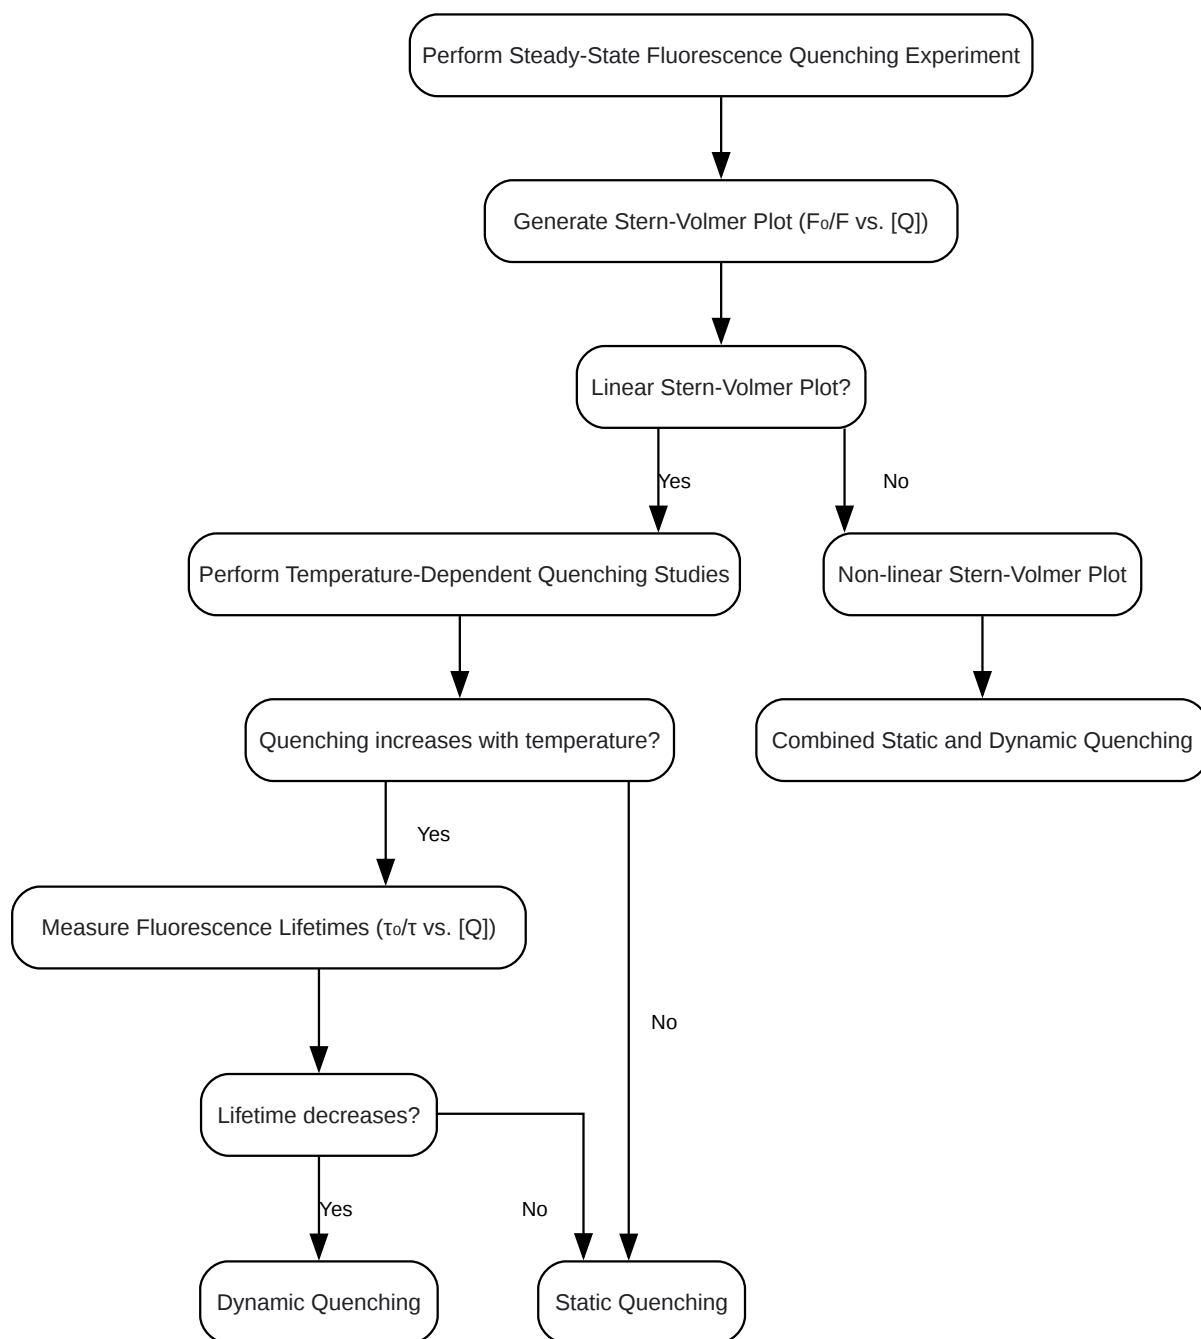 Perform Steady-State Fluorescence Quenching Experiment
Generate Stern-Volmer Plot (F₀/F vs. [Q])
Linear Stern-Volmer Plot?
Yes
No
Perform Temperature-Dependent Quenching Studies
Non-linear Stern-Volmer Plot
Quenching increases with temperature?
Combined Static and Dynamic Quenching
Yes
Measure Fluorescence Lifetimes (τ₀/τ vs. [Q])
No
Lifetime decreases?
Yes
No
Dynamic Quenching
Static Quenching